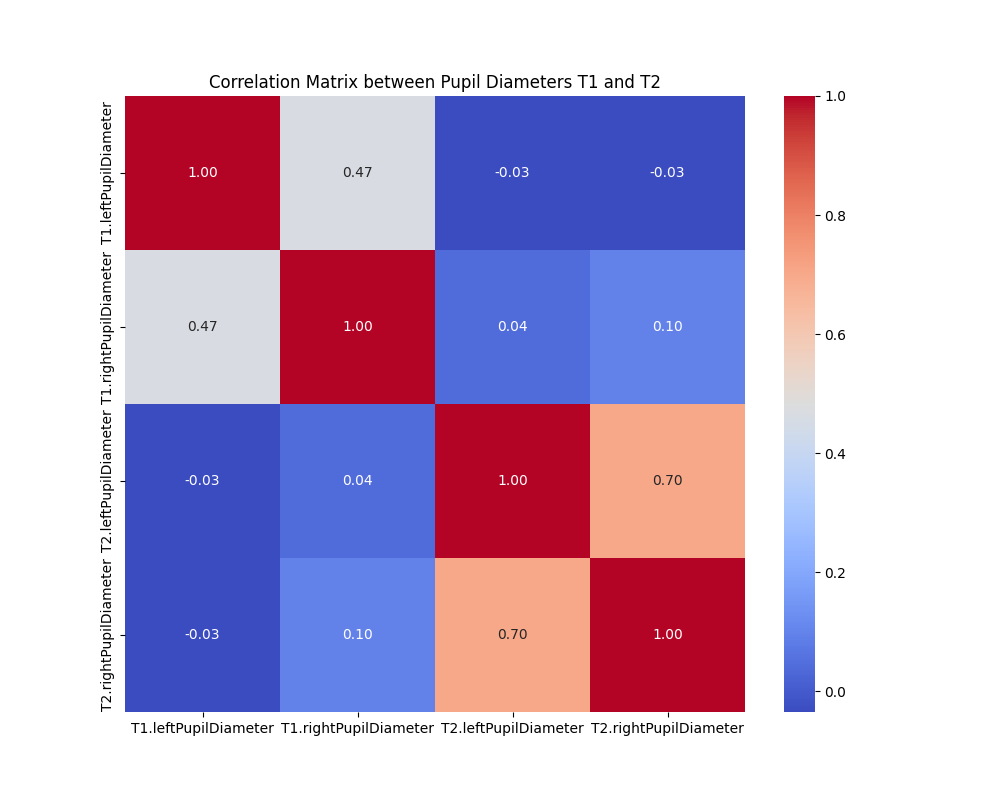 Correlation Matrix between Pupil Diameters T1 and T2
T1.leftPupilDiameter
1.00 0.47 -0.03 -0.03
T1.rightPupilDiameter
0.47 1.00 0.04 0.10
T2.leftPupilDiameter
-0.03 0.04 1.00 0.70
T2.rightPupilDiameter
-0.03 0.10 0.70 1.00
T1.leftPupilDiameter T1.rightPupilDiameter T2.leftPupilDiameter T2.rightPupilDiameter
1.0
0.8
0.6
0.4
0.2
0.0